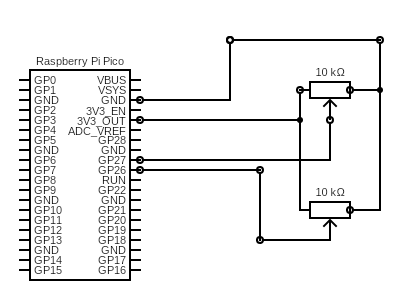 Raspberry Pi Pico
GP0 VBUS
GP1 VSYS
GND GND
GP2 3V3_EN
GP3 3V3_OUT
GP4 ADC_VREF
GP5 GP28
GND GND
GP6 GP27
GP7 GP26
GP8 RUN
GP9 GP22
GND GND
GP10 GP21
GP11 GP20
GP12 GP19
GP13 GP18
GND GND
GP14 GP17
GP15 GP16
10 kΩ
10 kΩ